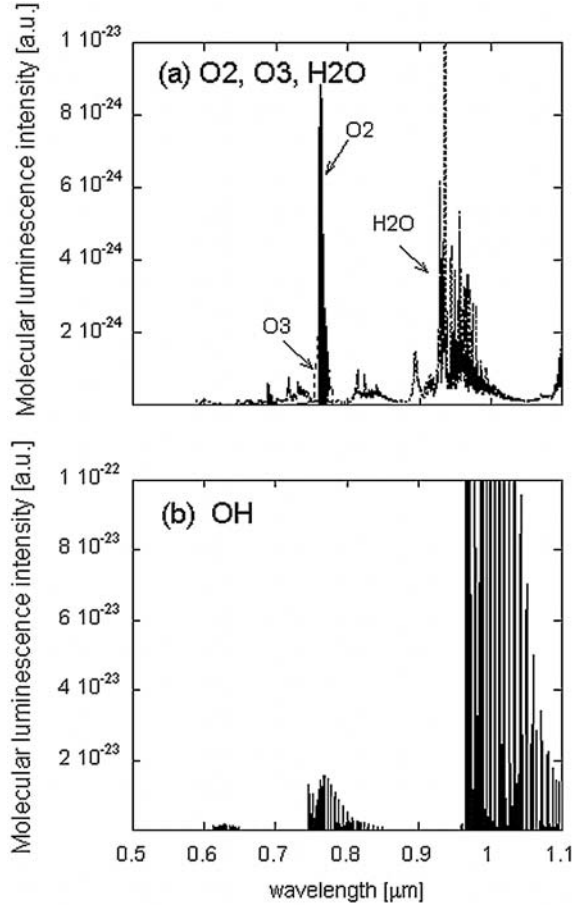 Molecular luminescence intensity [a.u.]
1 10-23
8 10-24
6 10-24
4 10-24
2 10-24
(a) O2, O3, H2O
O2
H2O
O3
Molecular luminescence intensity [a.u.]
1 10-22
8 10-23
6 10-23
4 10-23
2 10-23
(b) OH
0.5 0.6 0.7 0.8 0.9 1 1.1
wavelength [μm]